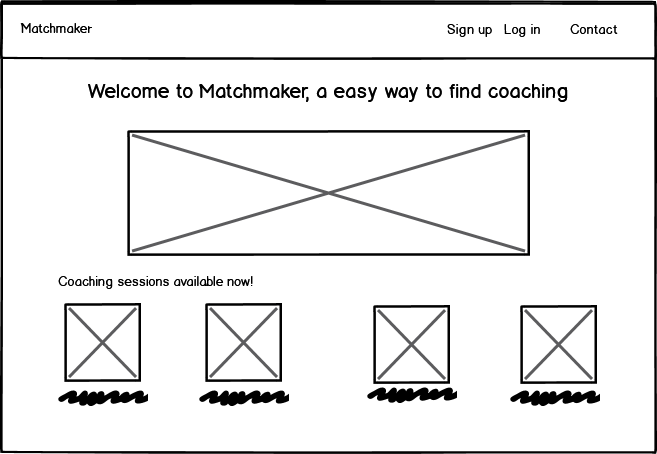 Matchmaker
Sign up Log in Contact
Welcome to Matchmaker, a easy way to find coaching
Coaching sessions available now!